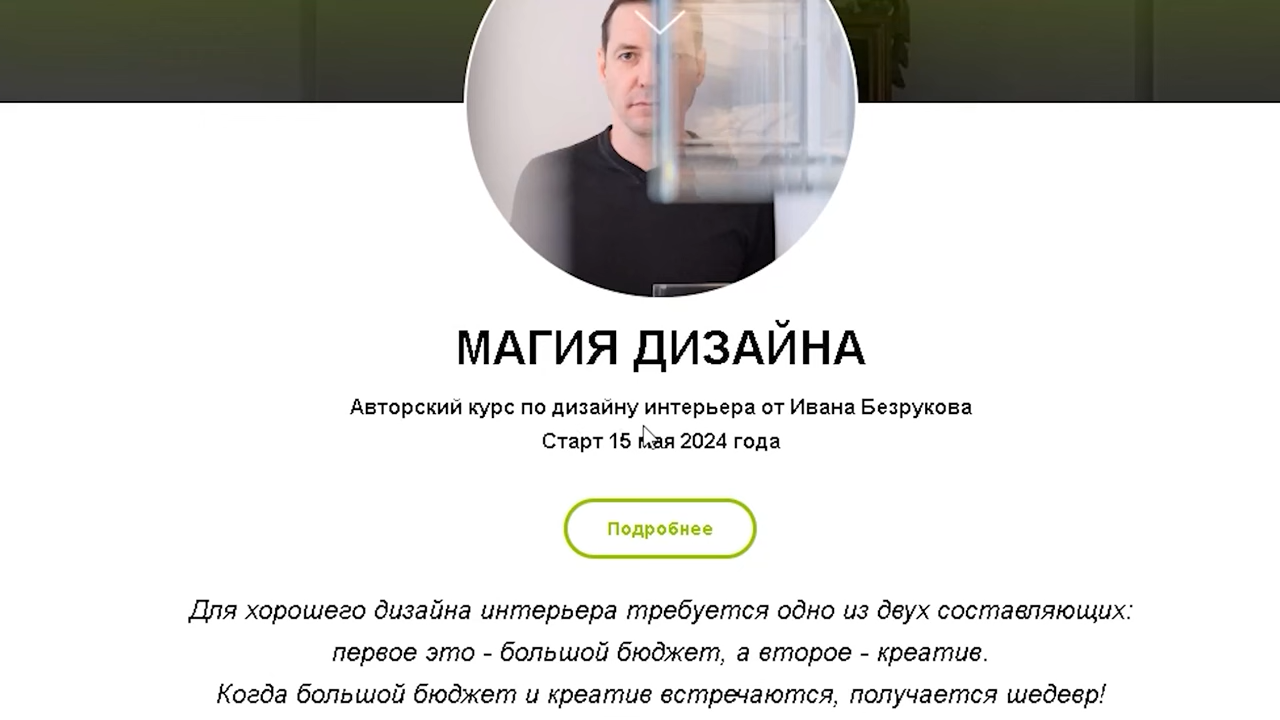 МАГИЯ ДИЗАЙНА
Авторский курс по дизайну интерьера от Ивана Безрукова
Старт 15 мая 2024 года
Подробнее
Для хорошего дизайна интерьера требуется одно из двух составляющих:
первое это - большой бюджет, а второе - креатив.
Когда большой бюджет и креатив встречаются, получается шедевр!